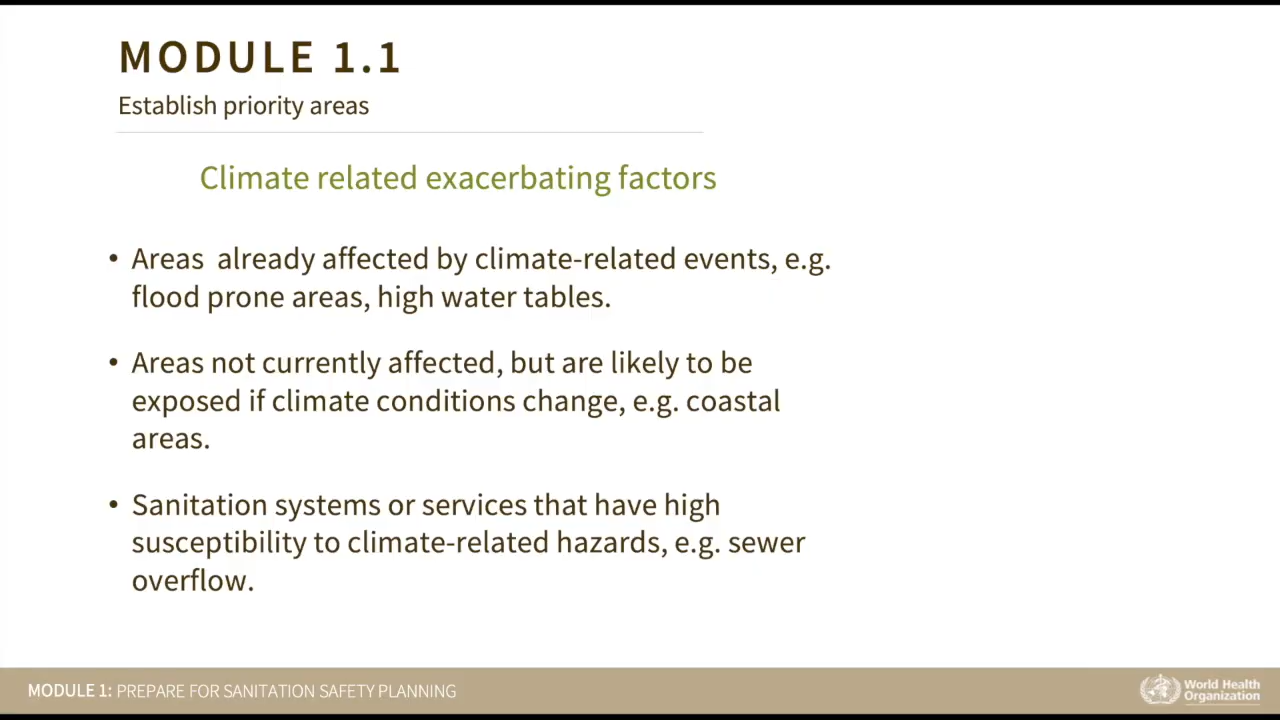 MODULE 1.1
Establish priority areas
Climate related exacerbating factors
• Areas  already affected by climate-related events, e.g.
flood prone areas, high water tables.
• Areas not currently affected, but are likely to be
exposed if climate conditions change, e.g. coastal
areas.
• Sanitation systems or services that have high
susceptibility to climate-related hazards, e.g. sewer
overflow.
MODULE 1: PREPARE FOR SANITATION SAFETY PLANNING
World Health
Organization